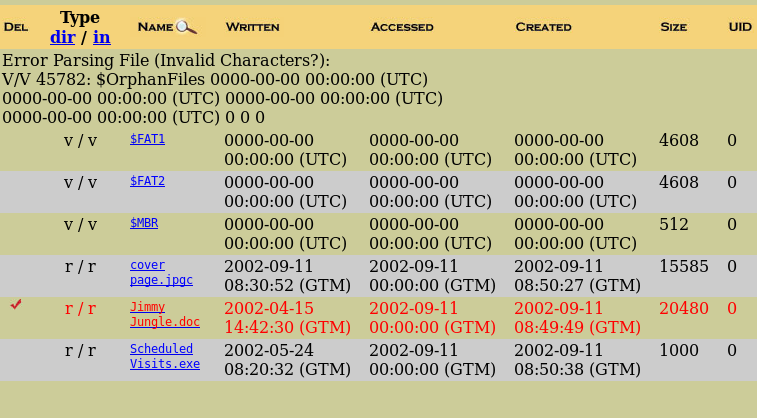 DEL Type NAME WRITTEN ACCESSED CREATED SIZE UID
dir / in
Error Parsing File (Invalid Characters?):
V/V 45782: $OrphanFiles 0000-00-00 00:00:00 (UTC)
0000-00-00 00:00:00 (UTC) 0000-00-00 00:00:00 (UTC)
0000-00-00 00:00:00 (UTC) 0 0 0
v / v $FAT1 0000-00-00 0000-00-00 0000-00-00 4608 0
00:00:00 (UTC) 00:00:00 (UTC) 00:00:00 (UTC)
v / v $FAT2 0000-00-00 0000-00-00 0000-00-00 4608 0
00:00:00 (UTC) 00:00:00 (UTC) 00:00:00 (UTC)
v / v $MBR 0000-00-00 0000-00-00 0000-00-00 512 0
00:00:00 (UTC) 00:00:00 (UTC) 00:00:00 (UTC)
r / r cover 2002-09-11 2002-09-11 2002-09-11 15585 0
page.jpgc 08:30:52 (GTM) 00:00:00 (GTM) 08:50:27 (GTM)
r / r Jimmy 2002-04-15 2002-09-11 2002-09-11 20480 0
Jungle.doc 14:42:30 (GTM) 00:00:00 (GTM) 08:49:49 (GTM)
r / r Scheduled 2002-05-24 2002-09-11 2002-09-11 1000 0
Visits.exe 08:20:32 (GTM) 00:00:00 (GTM) 08:50:38 (GTM)